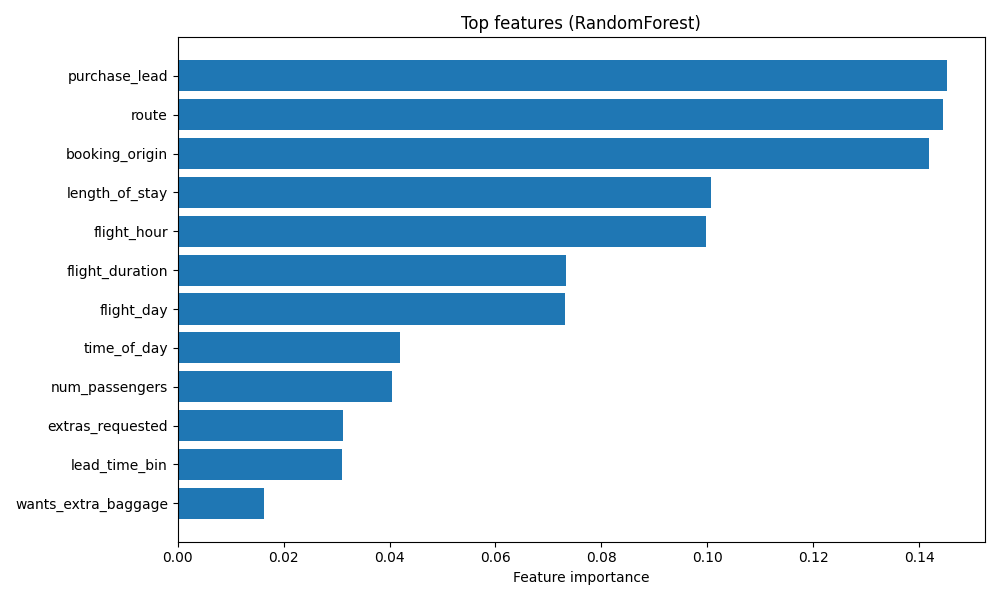 Top features (RandomForest)
purchase_lead
route
booking_origin
length_of_stay
flight_hour
flight_duration
flight_day
time_of_day
num_passengers
extras_requested
lead_time_bin
wants_extra_baggage
0.00 0.02 0.04 0.06 0.08 0.10 0.12 0.14
Feature importance